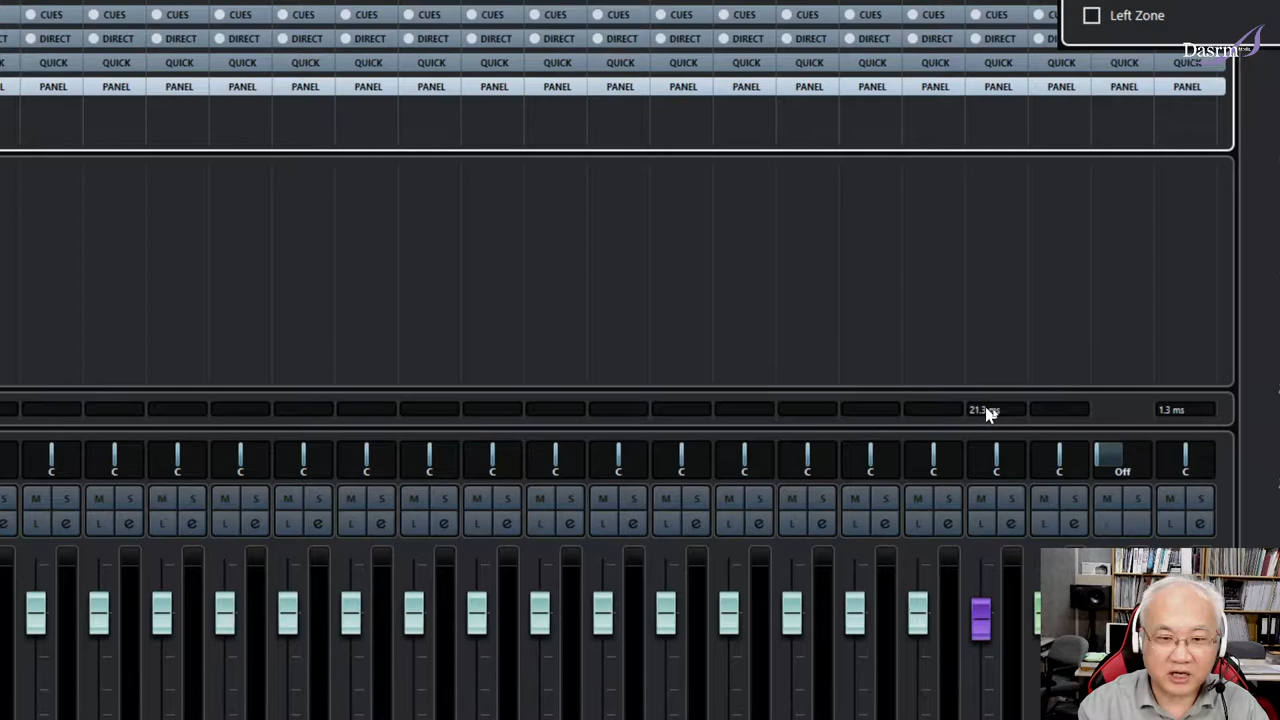 CUES CUES CUES CUES CUES CUES CUES CUES CUES CUES CUES CUES CUES CUES CUES CUES
Left Zone
DIRECT DIRECT DIRECT DIRECT DIRECT DIRECT DIRECT DIRECT DIRECT DIRECT DIRECT DIRECT DIRECT DIRECT DIRECT DIRECT
Dasrm
QUICK QUICK QUICK QUICK QUICK QUICK QUICK QUICK QUICK QUICK QUICK QUICK QUICK QUICK QUICK QUICK QUICK QUICK QUICK
PANEL PANEL PANEL PANEL PANEL PANEL PANEL PANEL PANEL PANEL PANEL PANEL PANEL PANEL PANEL PANEL PANEL PANEL PANEL
1.3 ms
C C C C C C C C C C C C C C C C C Off C
M S M S M S M S M S M S M S M S M S M S M S M S M S M S M S M S M S M S
L e L e L e L e L e L e L e L e L e L e L e L e L e L e L e L e L e L e